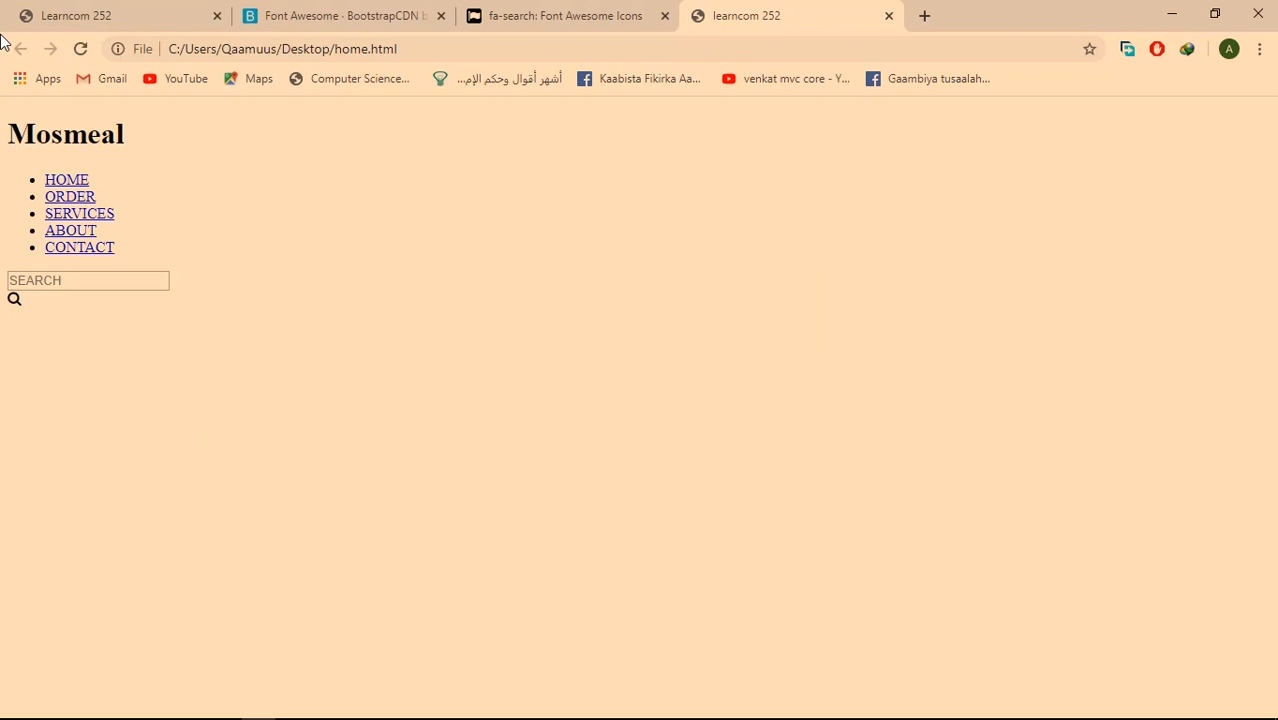 Learncom 252
Font Awesome · BootstrapCDN b
fa-search: Font Awesome Icons
learncom 252
File C:/Users/Qaamuus/Desktop/home.html
A
Apps
Gmail
YouTube
Maps
Computer Science...
أشهر أقوال وحكم الإم...
Kaabista Fikirka Aa...
venkat mvc core - Y...
Gaambiya tusaalah...
Mosmeal
HOME
ORDER
SERVICES
ABOUT
CONTACT
SEARCH